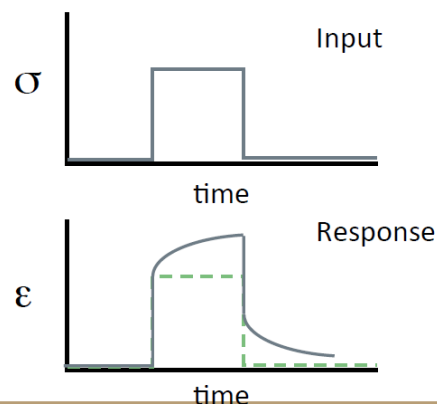 Input
σ
time
Response
ε
time